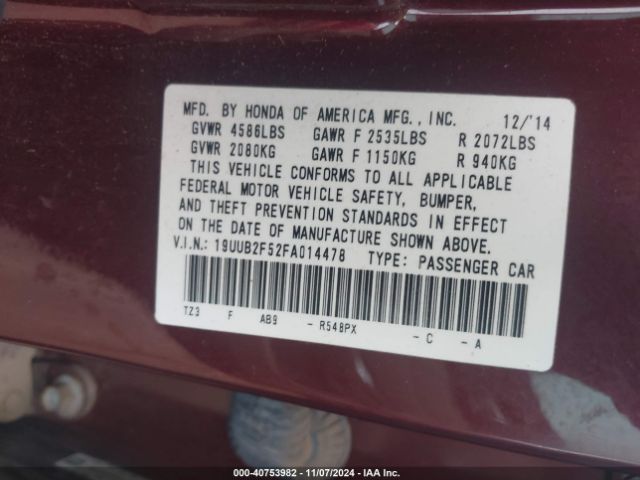 MFD. BY HONDA OF AMERICA MFG., INC. 12/'14
GVWR 4586LBS GAWR F 2535LBS R 2072LBS
GVWR 2080KG GAWR F 1150KG R 940KG
THIS VEHICLE CONFORMS TO ALL APPLICABLE
FEDERAL MOTOR VEHICLE SAFETY, BUMPER,
AND THEFT PREVENTION STANDARDS IN EFFECT
ON THE DATE OF MANUFACTURE SHOWN ABOVE.
V.I.N.: 19UUB2F52FA014478 TYPE: PASSENGER CAR
TZ3 F AB9 - R548PX - C - A
000-40753982 - 11/07/2024 - IAA Inc.